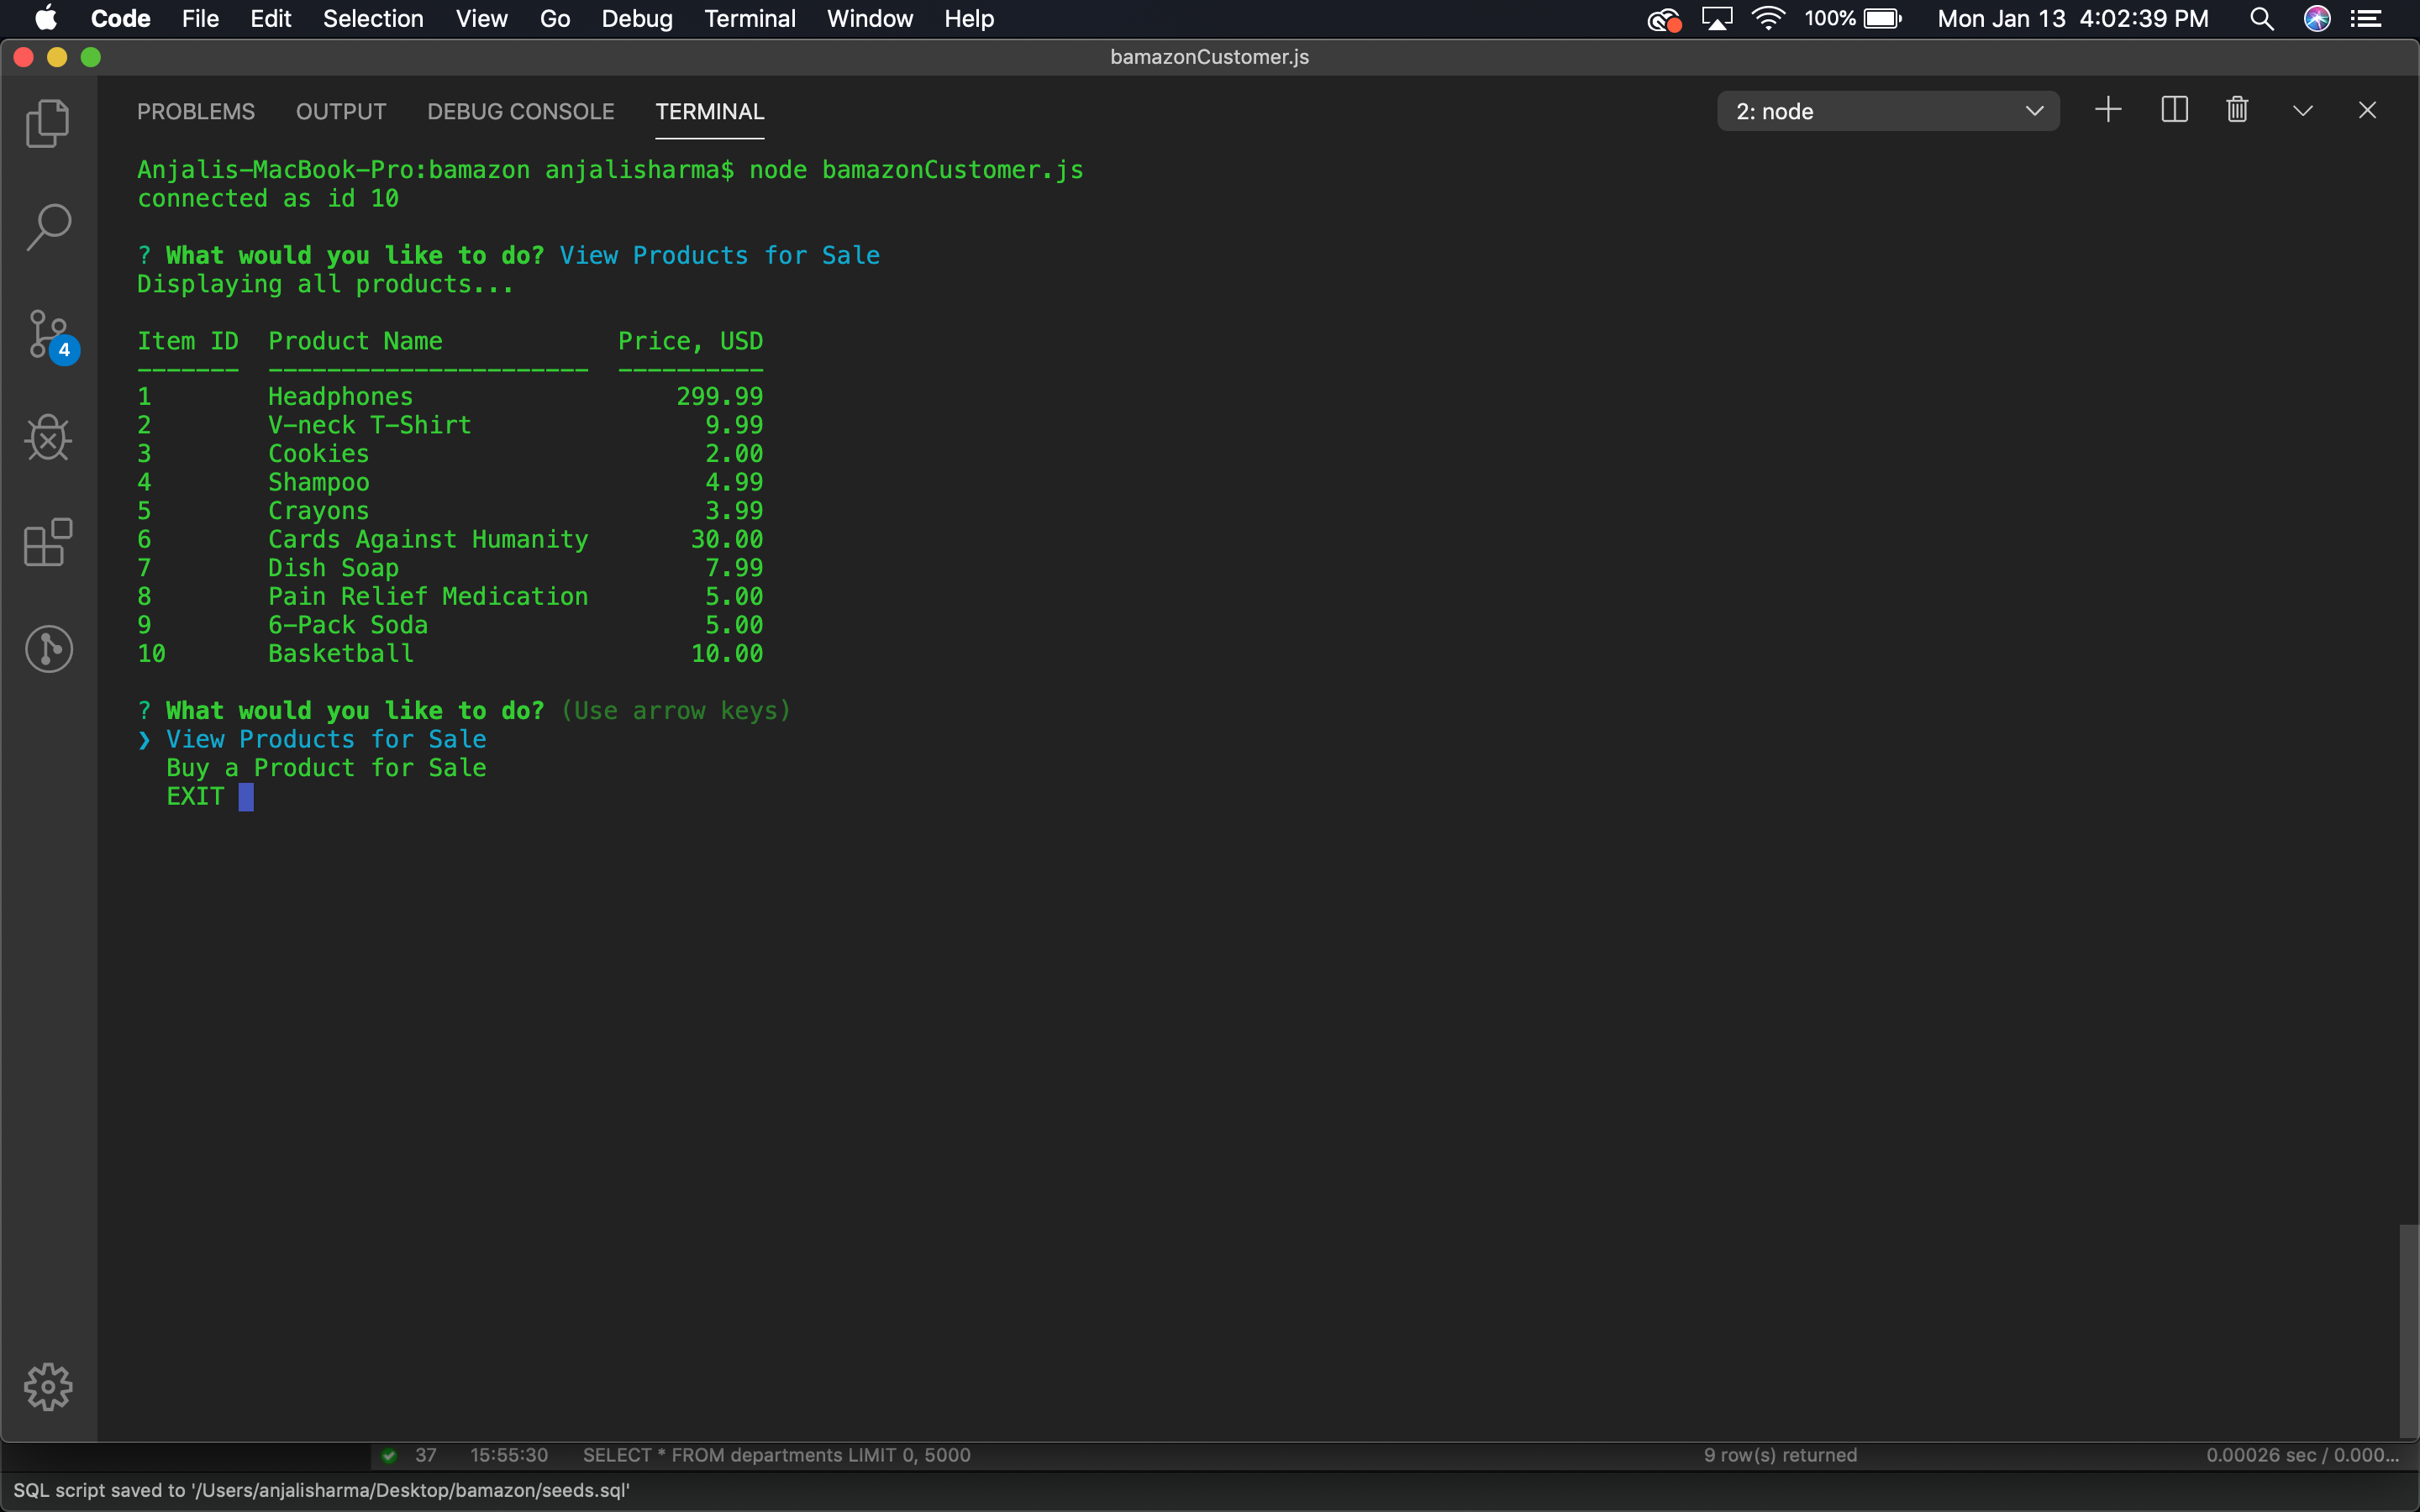 Code File Edit Selection View Go Debug Terminal Window Help 100% Mon Jan 13 4:02:39 PM
bamazonCustomer.js
PROBLEMS OUTPUT DEBUG CONSOLE TERMINAL 2: node
Anjalis-MacBook-Pro:bamazon anjalisharma$ node bamazonCustomer.js
connected as id 10
? What would you like to do? View Products for Sale
Displaying all products...
Item ID Product Name Price, USD
------- ---------------------- ----------
1 Headphones 299.99
2 V-neck T-Shirt 9.99
3 Cookies 2.00
4 Shampoo 4.99
5 Crayons 3.99
6 Cards Against Humanity 30.00
7 Dish Soap 7.99
8 Pain Relief Medication 5.00
9 6-Pack Soda 5.00
10 Basketball 10.00
? What would you like to do? (Use arrow keys)
❯ View Products for Sale
Buy a Product for Sale
EXIT
4
37 15:55:30 SELECT * FROM departments LIMIT 0, 5000 9 row(s) returned 0.00026 sec / 0.000...
SQL script saved to '/Users/anjalisharma/Desktop/bamazon/seeds.sql'